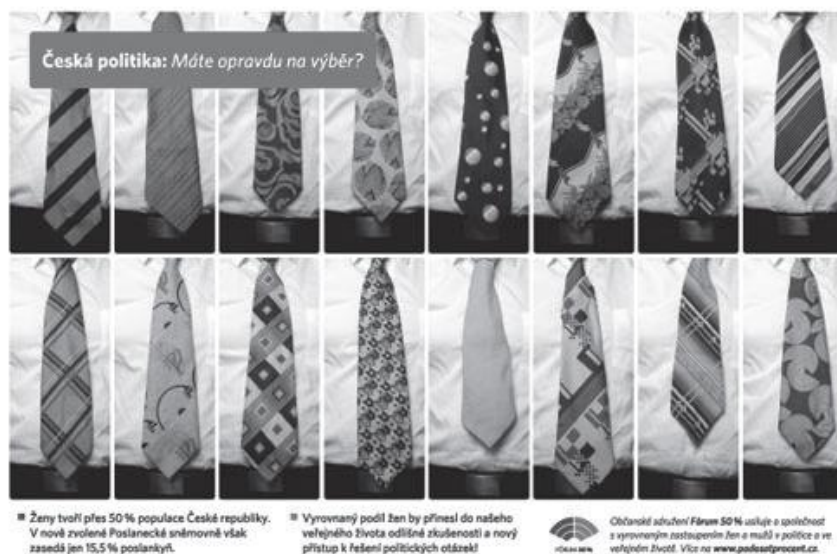 Česká politika: Máte opravdu na výběr?
■ Ženy tvoří přes 50 % populace České republiky.
V nově zvolené Poslanecké sněmovně však
zasedá jen 15,5 % poslankyň.
■ Vyrovnaný podíl žen by přinesl do našeho
veřejného života odlišné zkušenosti a nový
přístup k řešení politických otázek!
FÓRUM 50 %
Občanské sdružení Fórum 50 % usiluje o společnost
s vyrovnaným zastoupením žen a mužů v politice a ve
veřejném životě. Více na www.padesatprocent.cz.